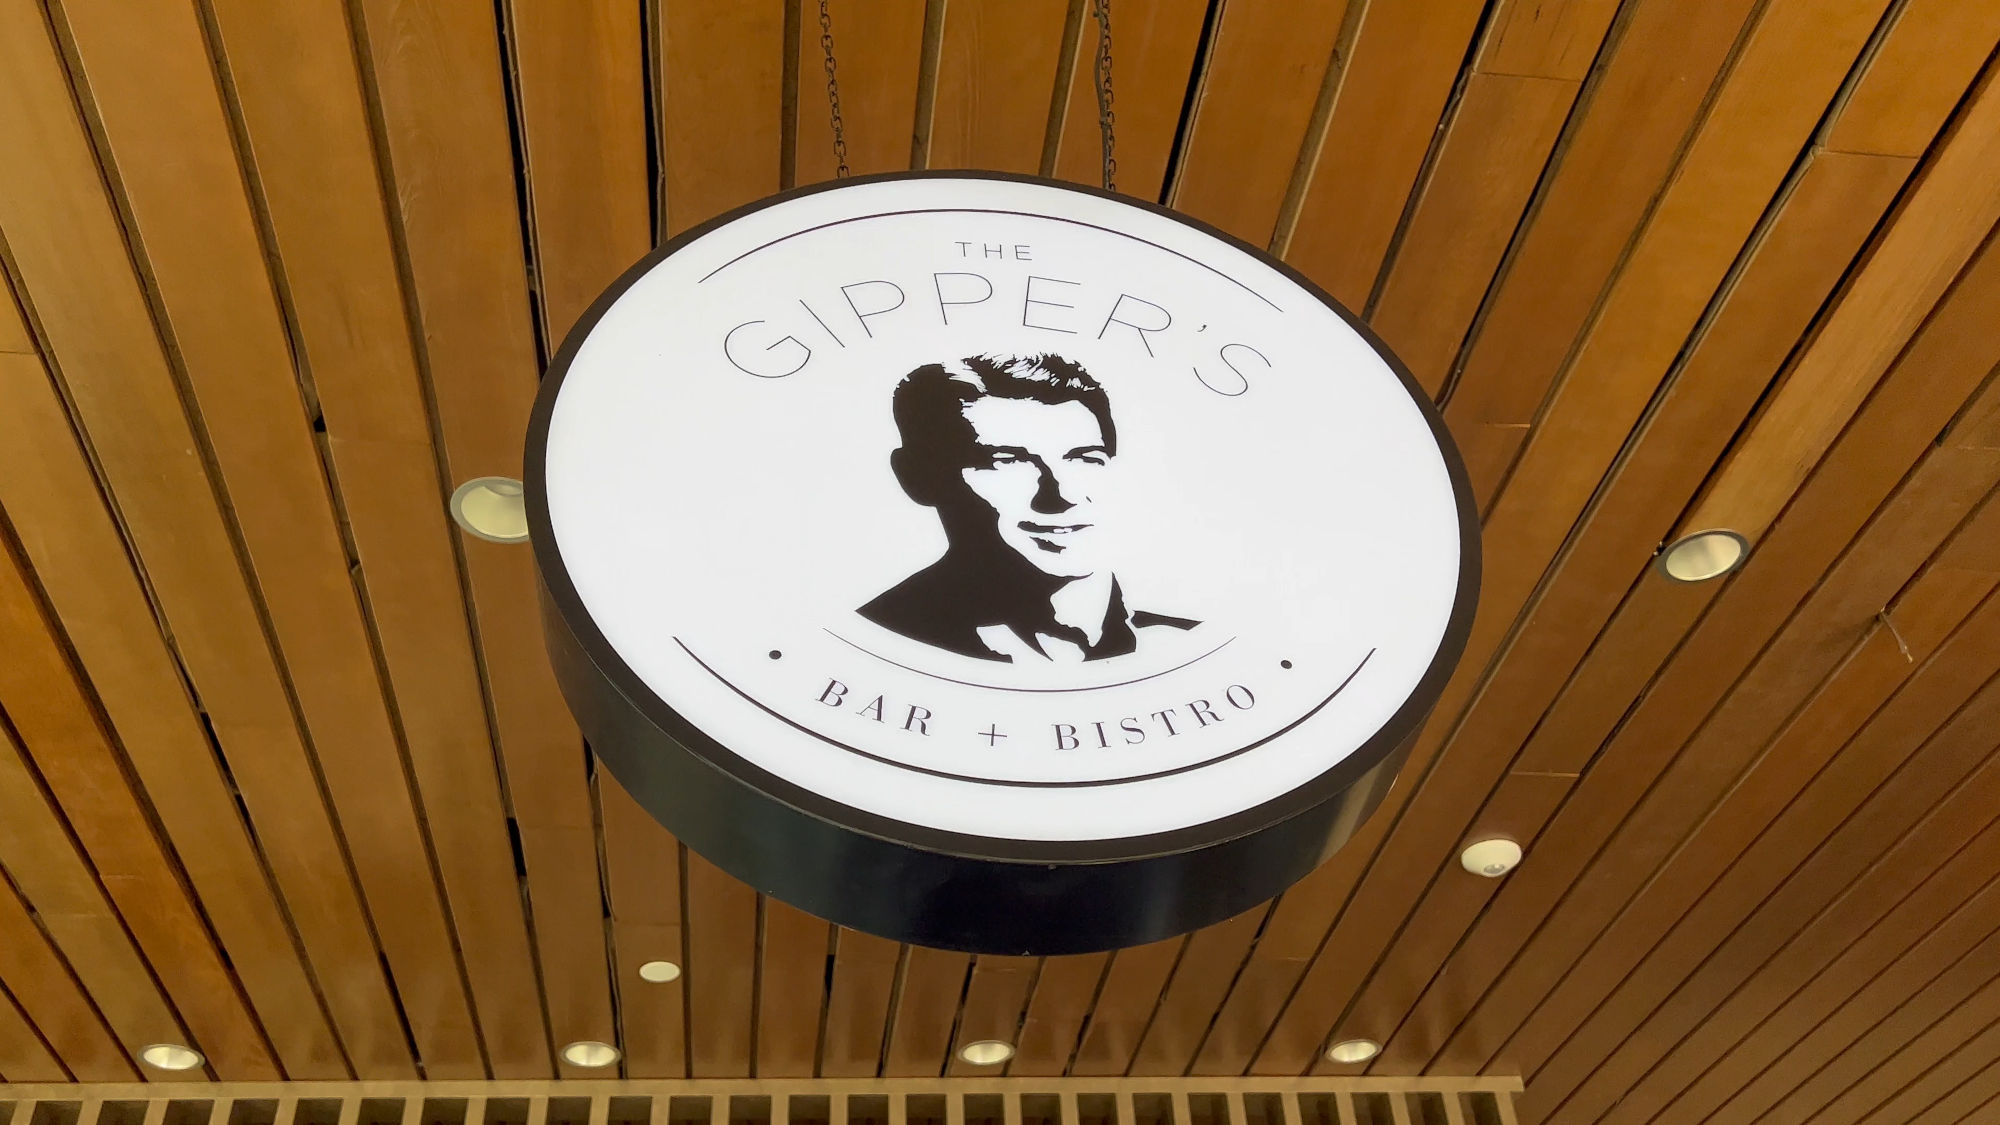 THE
GIPPER'S
• BAR + BISTRO •